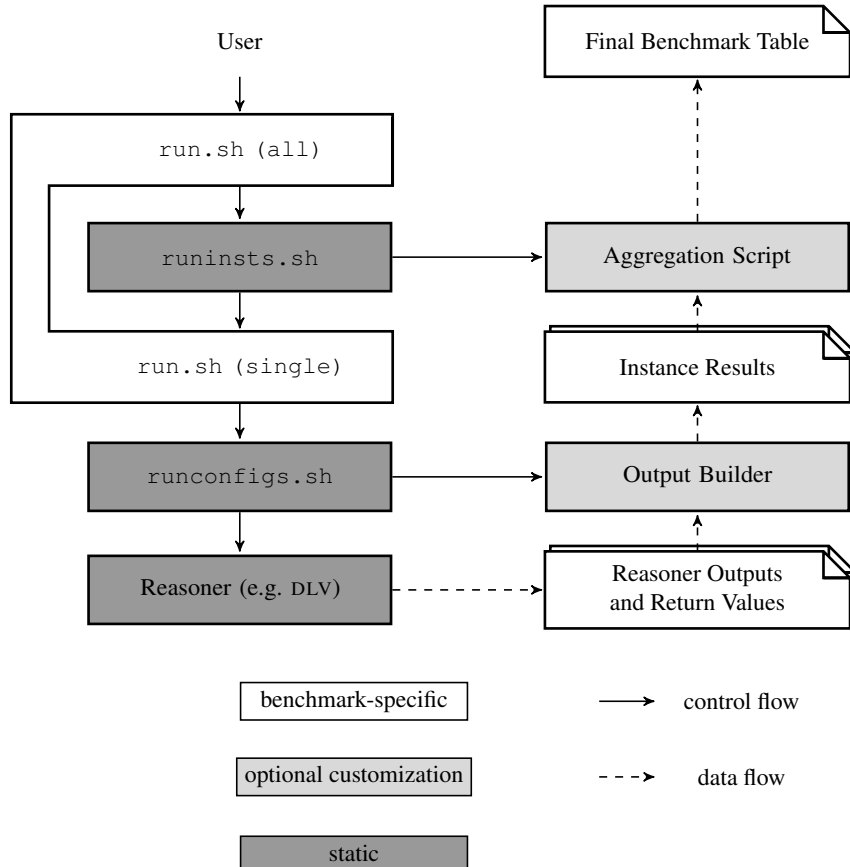 User
Final Benchmark Table
run.sh (all)
runinsts.sh
Aggregation Script
run.sh (single)
Instance Results
runconfigs.sh
Output Builder
Reasoner (e.g. DLV)
Reasoner Outputs
and Return Values
benchmark-specific
control flow
optional customization
data flow
static